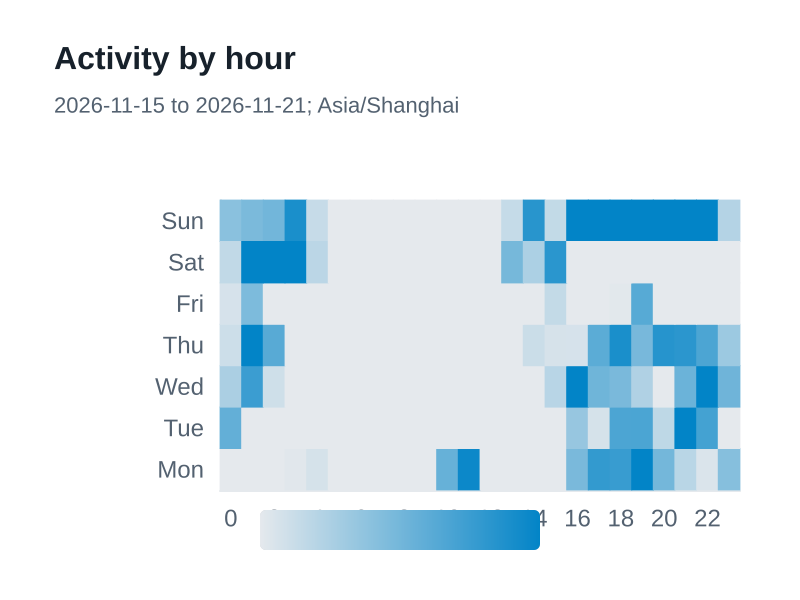 Activity by hour
2026-11-15 to 2026-11-21; Asia/Shanghai
Sun
Sat
Fri
Thu
Wed
Tue
Mon
0 16 18 20 22